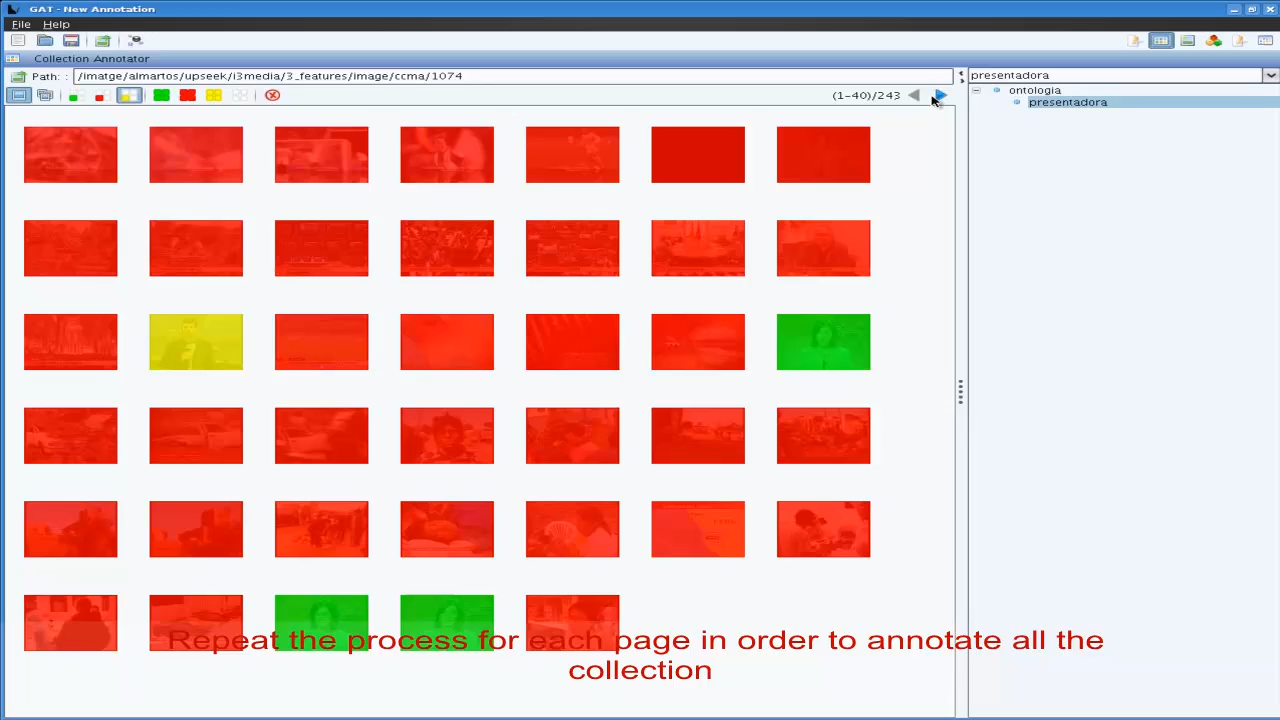 GAT - New Annotation
File Help
Collection Annotator
Path: : /imatge/almartos/upseek/i3media/3_features/image/ccma/1074
presentadora
(1-40)/243
ontologia
presentadora
Repeat the process for each page in order to annotate all the
collection